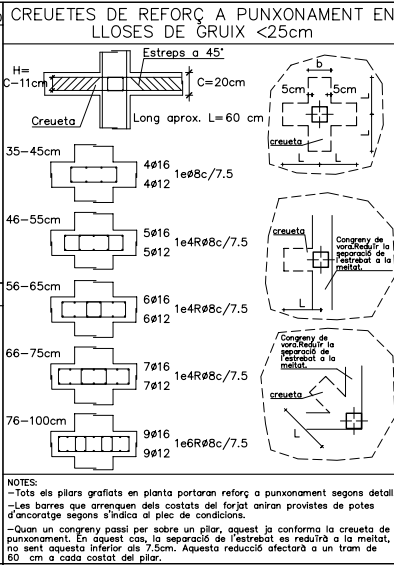 CREUETES DE REFORÇ A PUNXONAMENT EN
LLOSES DE GRUIX <25cm
H=
C-11cm
Estreps a 45°
C=20cm
Creueta
Long aprox. L=60 cm
b
5cm
5cm
L
L
creueta
L
L
35-45cm
4ø16
4ø12
1eø8c/7.5
46-55cm
5ø16
5ø12
1e4Rø8c/7.5
creueta
Congreny de
vora.Reduïr la
separació de
l'estrebat a la
meitat.
L
56-65cm
6ø16
6ø12
1e4Rø8c/7.5
66-75cm
7ø16
7ø12
1e4Rø8c/7.5
Congreny de
vora.Reduïr la
separació de
l'estrebat a la
meitat.
creueta
L
76-100cm
9ø16
9ø12
1e6Rø8c/7.5
NOTES:
-Tots els pilars grafiats en planta portaran reforç a punxonament segons detall
-Les barres que arrenquen dels costats del forjat aniran provistes de potes
d'ancoratge segons s'indica al plec de condicions.
-Quan un congreny passi per sobre un pilar, aquest ja conforma la creueta de
punxonament. En aquest cas, la separació de l'estrebat es reduïrà a la meitat,
no sent aquesta inferior als 7.5cm. Aquesta reducció afectarà a un tram de
60 cm a cada costat del pilar.